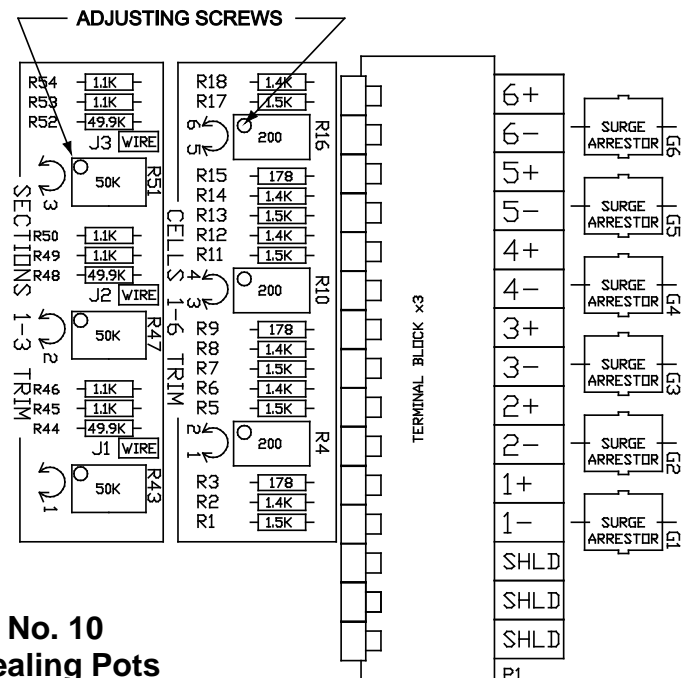 ADJUSTING SCREWS
R54 1.1K
R53 1.1K
R52 49.9K
J3 WIRE
50K R51
3
R50 1.1K
R49 1.1K
R48 49.9K
J2 WIRE
50K R47
2
R46 1.1K
R45 1.1K
R44 49.9K
J1 WIRE
50K R43
1
SECTIONS 1-3 TRIM
R18 1.4K
R17 1.5K
6 5 200 R16
R15 178
R14 1.4K
R13 1.5K
R12 1.4K
R11 1.5K
4 3 200 R10
R9 178
R8 1.4K
R7 1.5K
R6 1.4K
R5 1.5K
2 1 200 R4
R3 178
R2 1.4K
R1 1.5K
CELLS 1-6 TRIM
TERMINAL BLOCK x3
6+
6-
5+
5-
4+
4-
3+
3-
2+
2-
1+
1-
SHLD
SHLD
SHLD
P1
SURGE
ARRESTOR G6
SURGE
ARRESTOR G5
SURGE
ARRESTOR G4
SURGE
ARRESTOR G3
SURGE
ARRESTOR G2
SURGE
ARRESTOR G1
No. 10
ealing Pots